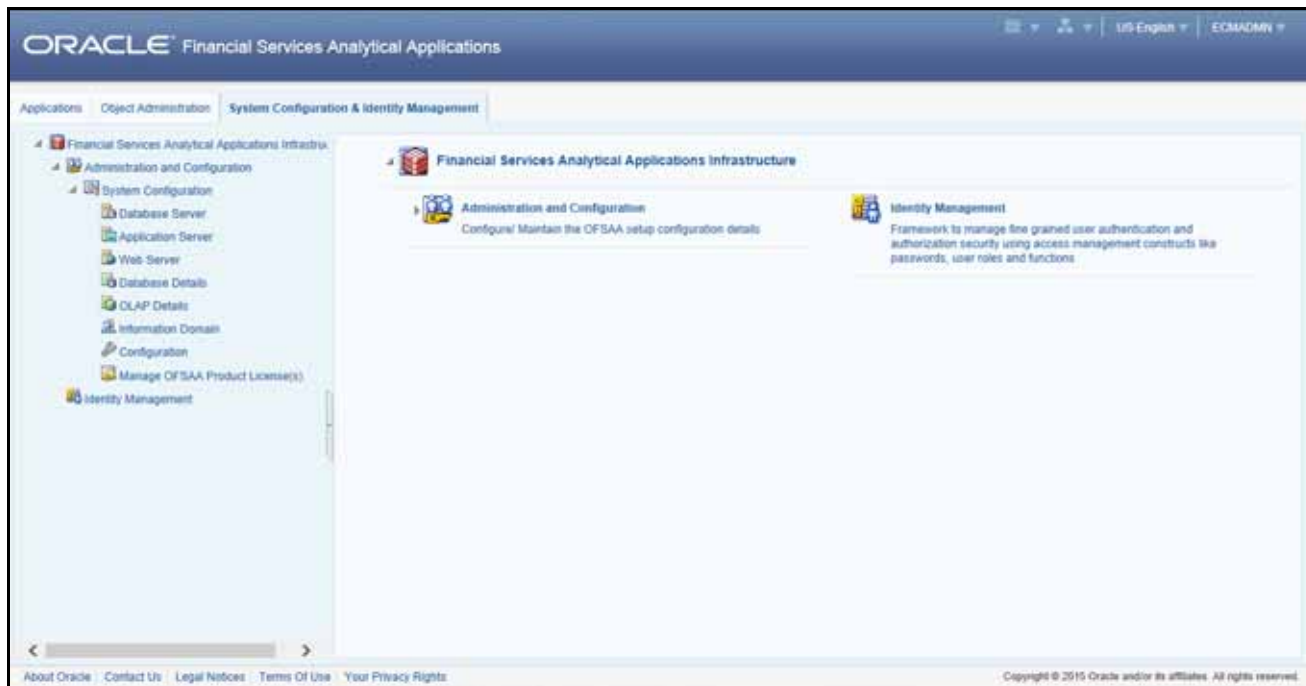 ORACLE Financial Services Analytical Applications
US-English ECMADMN
Applications Object Administration System Configuration & Identity Management
Financial Services Analytical Applications Infrastruc
Administration and Configuration
System Configuration
Database Server
Application Server
Web Server
Database Details
OLAP Details
Information Domain
Configuration
Manage OFSAA Product License(s)
Identity Management
Financial Services Analytical Applications Infrastructure
Administration and Configuration
Configure/ Maintain the OFSAA setup configuration details
Identity Management
Framework to manage fine grained user authentication and
authorization security using access management constructs like
passwords, user roles and functions
About Oracle Contact Us Legal Notices Terms Of Use Your Privacy Rights
Copyright © 2015 Oracle and/or its affiliates. All rights reserved.